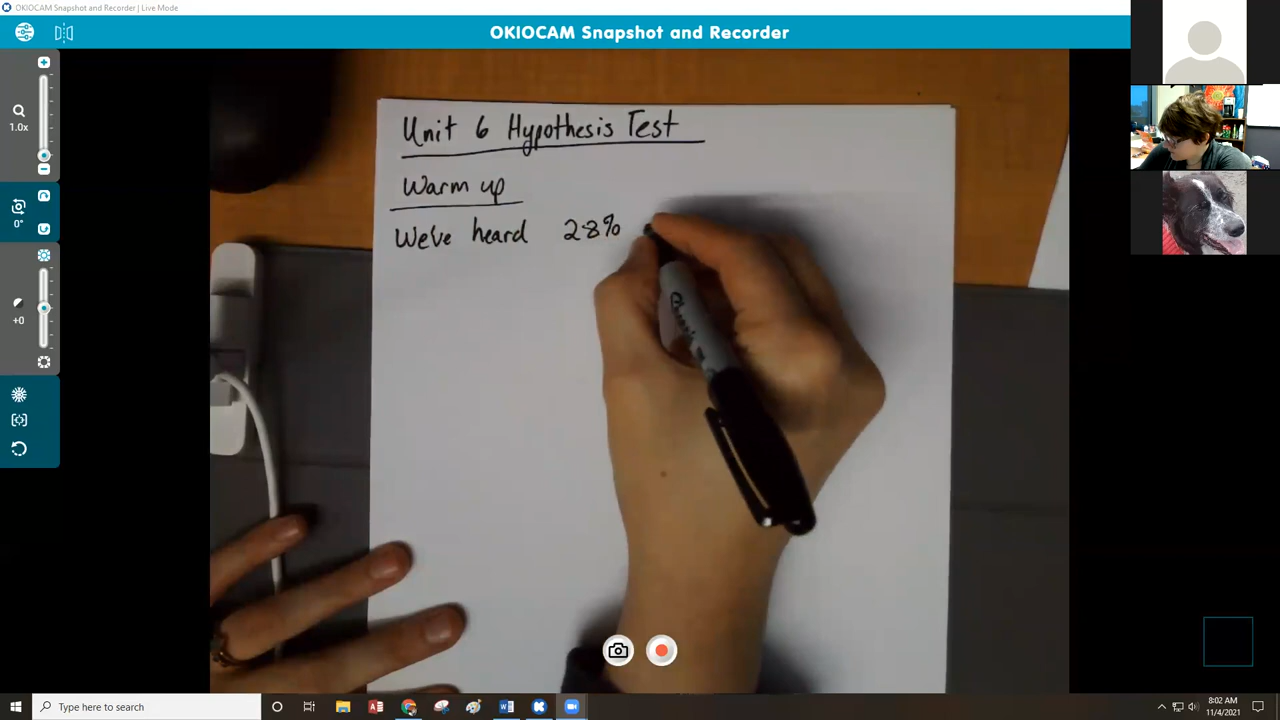 OKIOCAM Snapshot and Recorder | Live Mode
OKIOCAM Snapshot and Recorder
1.0x
0°
+0
Unit 6 Hypothesis Test
Warm up
We've heard 28%
Type here to search
8:02 AM
11/4/2021